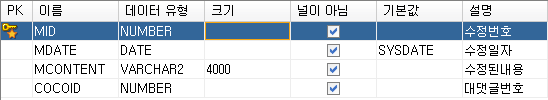 PK 이름 데이터 유형 크기 널이 아님 기본값 설명
MID NUMBER 수정번호
MDATE DATE SYSDATE 수정일자
MCONTENT VARCHAR2 4000 수정된내용
COCOID NUMBER 대댓글번호